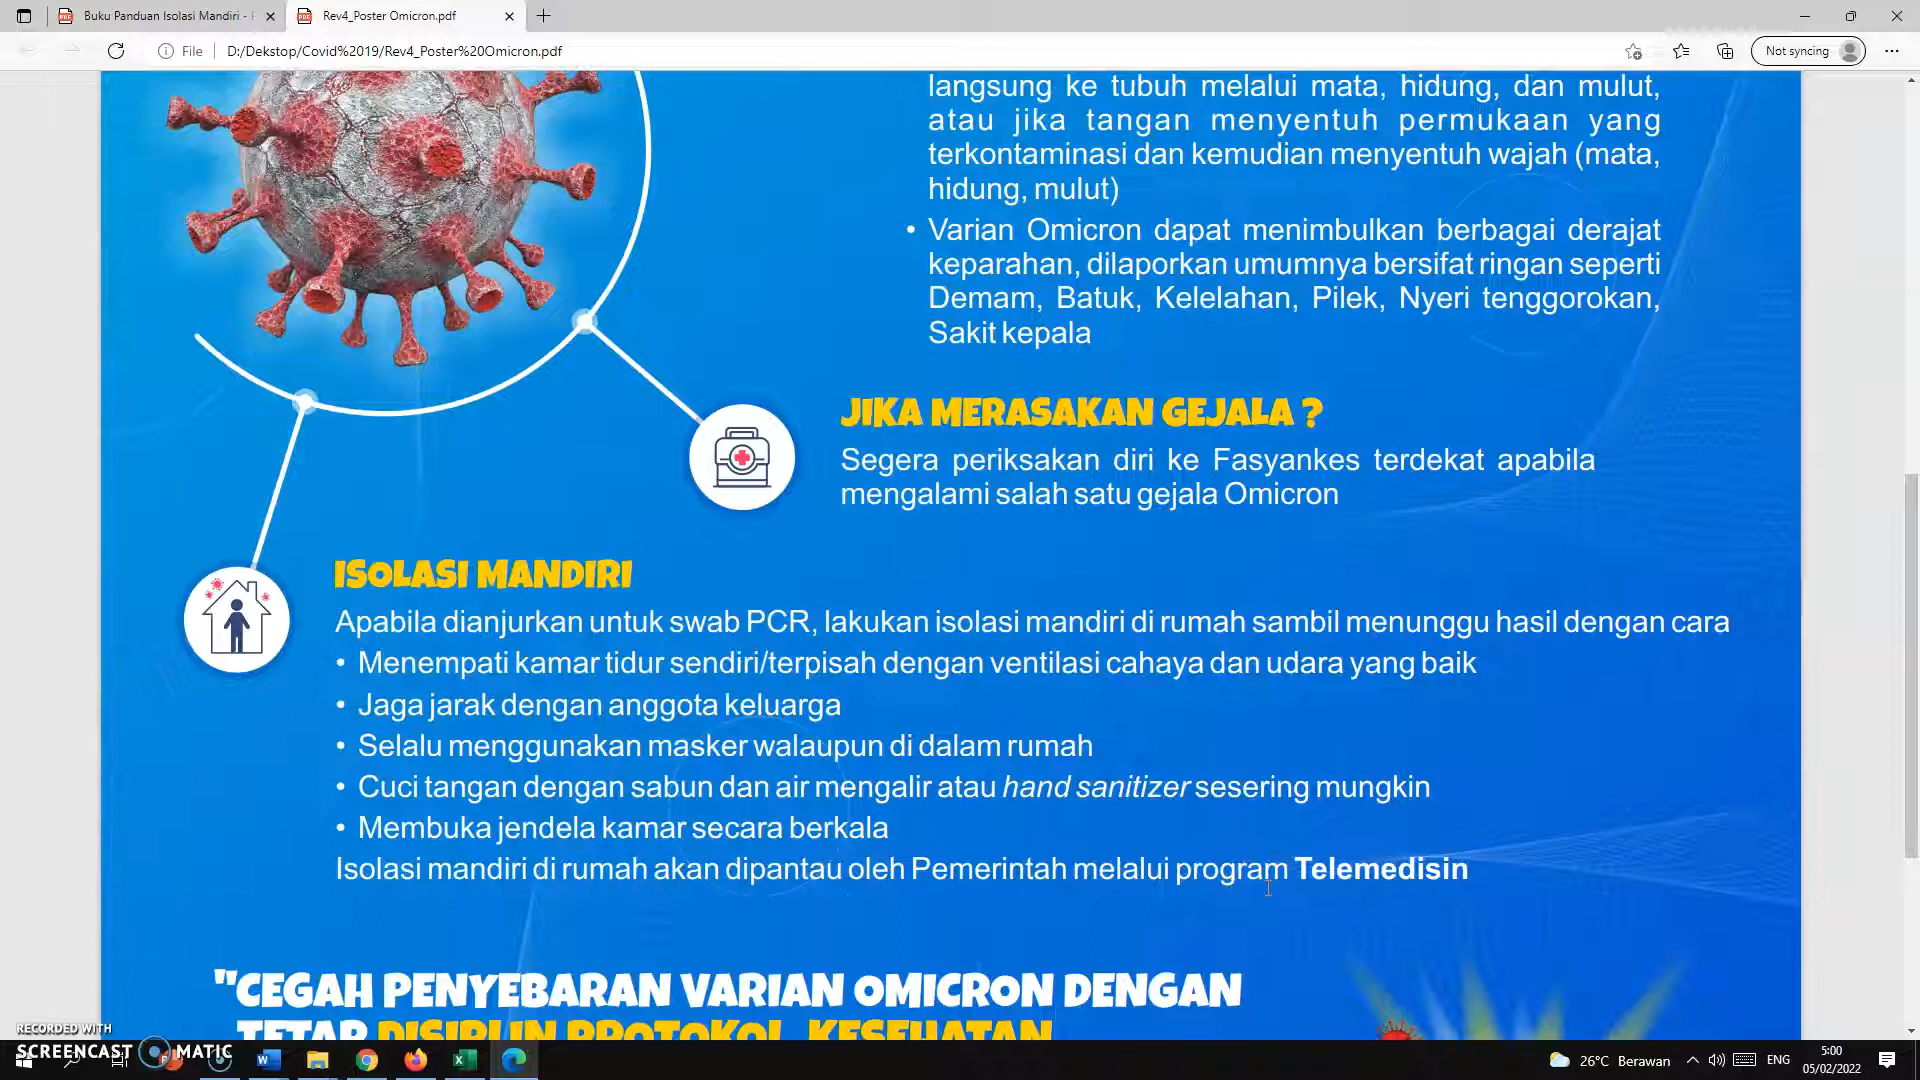 Buku Panduan Isolasi Mandiri -
Rev4_Poster Omicron.pdf
File
D:/Dekstop/Covid%2019/Rev4_Poster%20Omicron.pdf
Not syncing
langsung ke tubuh melalui mata, hidung, dan mulut,
atau jika tangan menyentuh permukaan yang
terkontaminasi dan kemudian menyentuh wajah (mata,
hidung, mulut)
• Varian Omicron dapat menimbulkan berbagai derajat
keparahan, dilaporkan umumnya bersifat ringan seperti
Demam, Batuk, Kelelahan, Pilek, Nyeri tenggorokan,
Sakit kepala
JIKA MERASAKAN GEJALA ?
Segera periksakan diri ke Fasyankes terdekat apabila
mengalami salah satu gejala Omicron
ISOLASI MANDIRI
Apabila dianjurkan untuk swab PCR, lakukan isolasi mandiri di rumah sambil menunggu hasil dengan cara
• Menempati kamar tidur sendiri/terpisah dengan ventilasi cahaya dan udara yang baik
• Jaga jarak dengan anggota keluarga
• Selalu menggunakan masker walaupun di dalam rumah
• Cuci tangan dengan sabun dan air mengalir atau hand sanitizer sesering mungkin
• Membuka jendela kamar secara berkala
Isolasi mandiri di rumah akan dipantau oleh Pemerintah melalui program Telemedisin
"CEGAH PENYEBARAN VARIAN OMICRON DENGAN
TETAP DISIPLIN PROTOKOL KESEHATAN
RECORDED WITH
SCREENCAST MATIC
26°C Berawan
ENG
5:00
05/02/2022